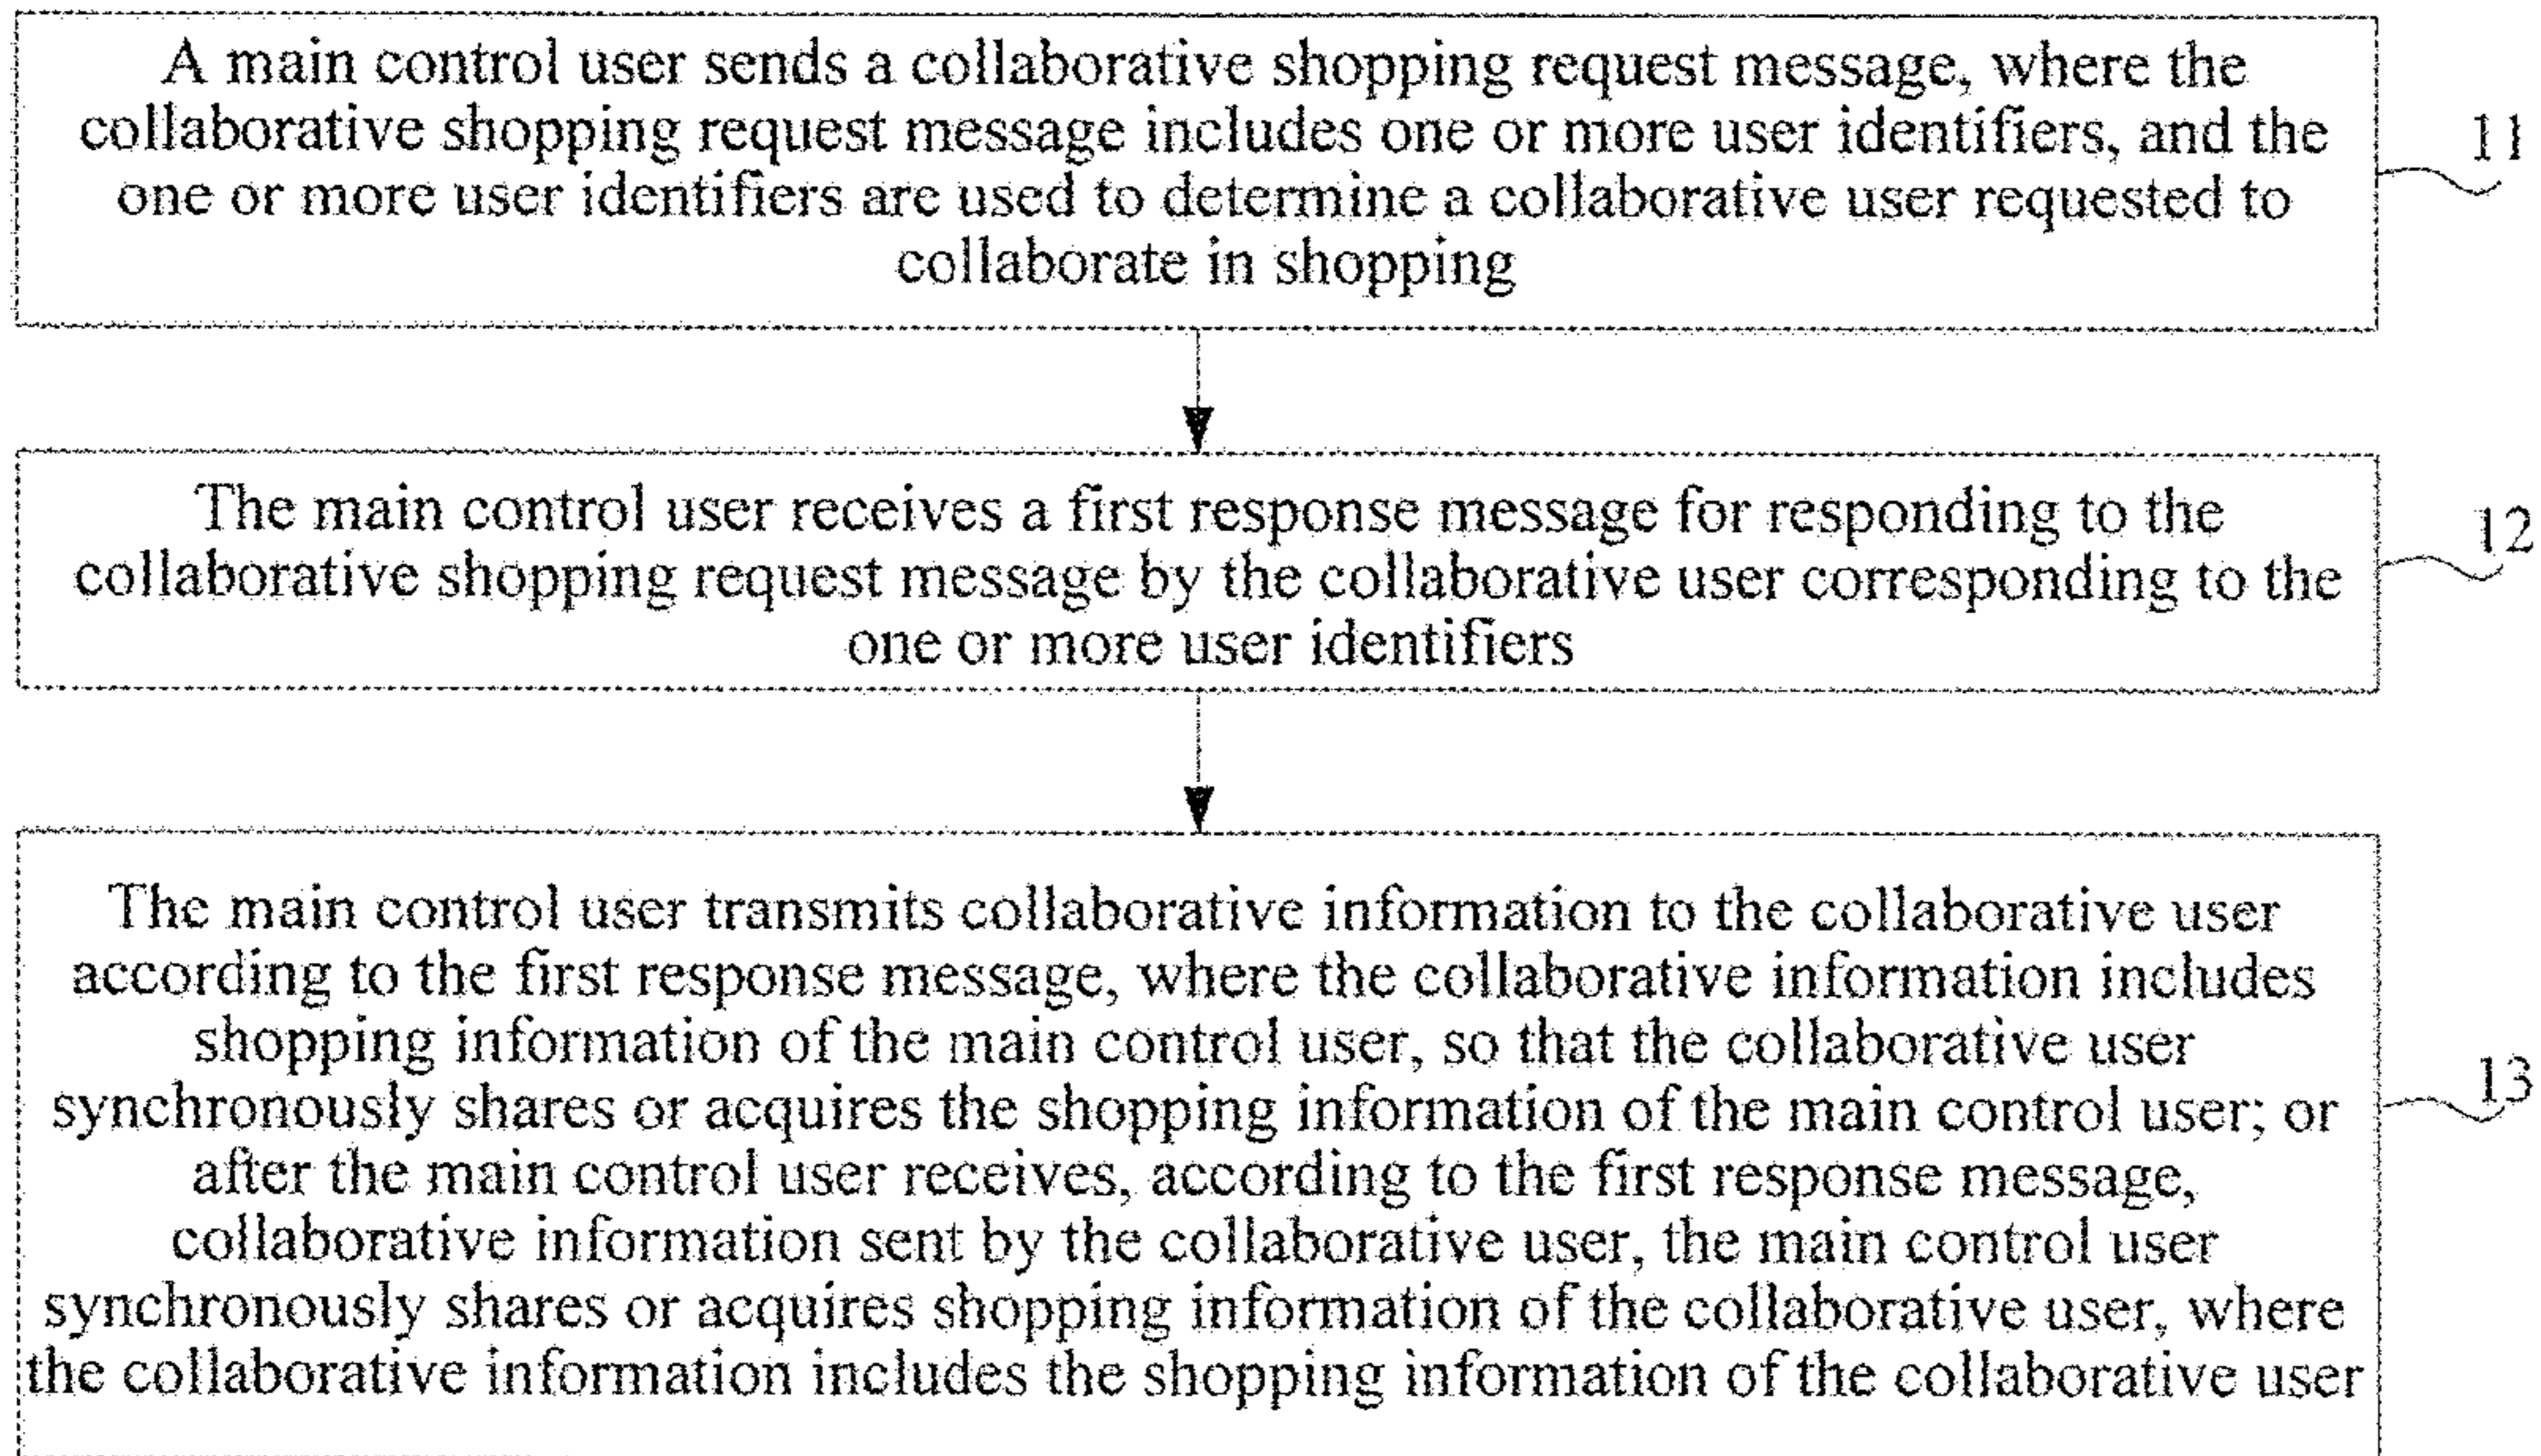 A main control user sends a collaborative shopping request message, where the
collaborative shopping request message includes one or more user identifiers, and the
one or more user identifiers are used to determine a collaborative user requested to
collaborate in shopping
11
The main control user receives a first response message for responding to the
collaborative shopping request message by the collaborative user corresponding to the
one or more user identifiers
12
The main control user transmits collaborative information to the collaborative user
according to the first response message, where the collaborative information includes
shopping information of the main control user, so that the collaborative user
synchronously shares or acquires the shopping information of the main control user; or
after the main control user receives, according to the first response message,
collaborative information sent by the collaborative user, the main control user
synchronously shares or acquires shopping information of the collaborative user, where
the collaborative information includes the shopping information of the collaborative user
13